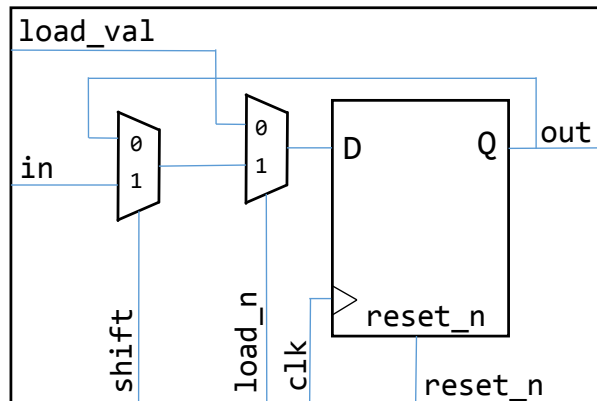 load_val
0
0
D
Q
out
1
in
1
reset_n
shift
load_n
clk
reset_n